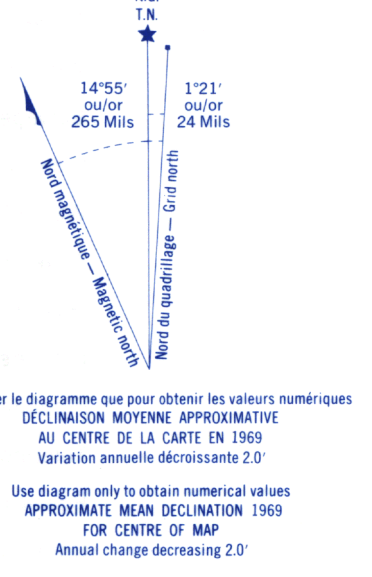 T.N.
14°55′
ou/or
265 Mils
1°21′
ou/or
24 Mils
Nord magnétique — Magnetic north
Nord du quadrillage — Grid north
le diagramme que pour obtenir les valeurs numériques
DÉCLINAISON MOYENNE APPROXIMATIVE
AU CENTRE DE LA CARTE EN 1969
Variation annuelle décroissante 2.0′
Use diagram only to obtain numerical values
APPROXIMATE MEAN DECLINATION 1969
FOR CENTRE OF MAP
Annual change decreasing 2.0′